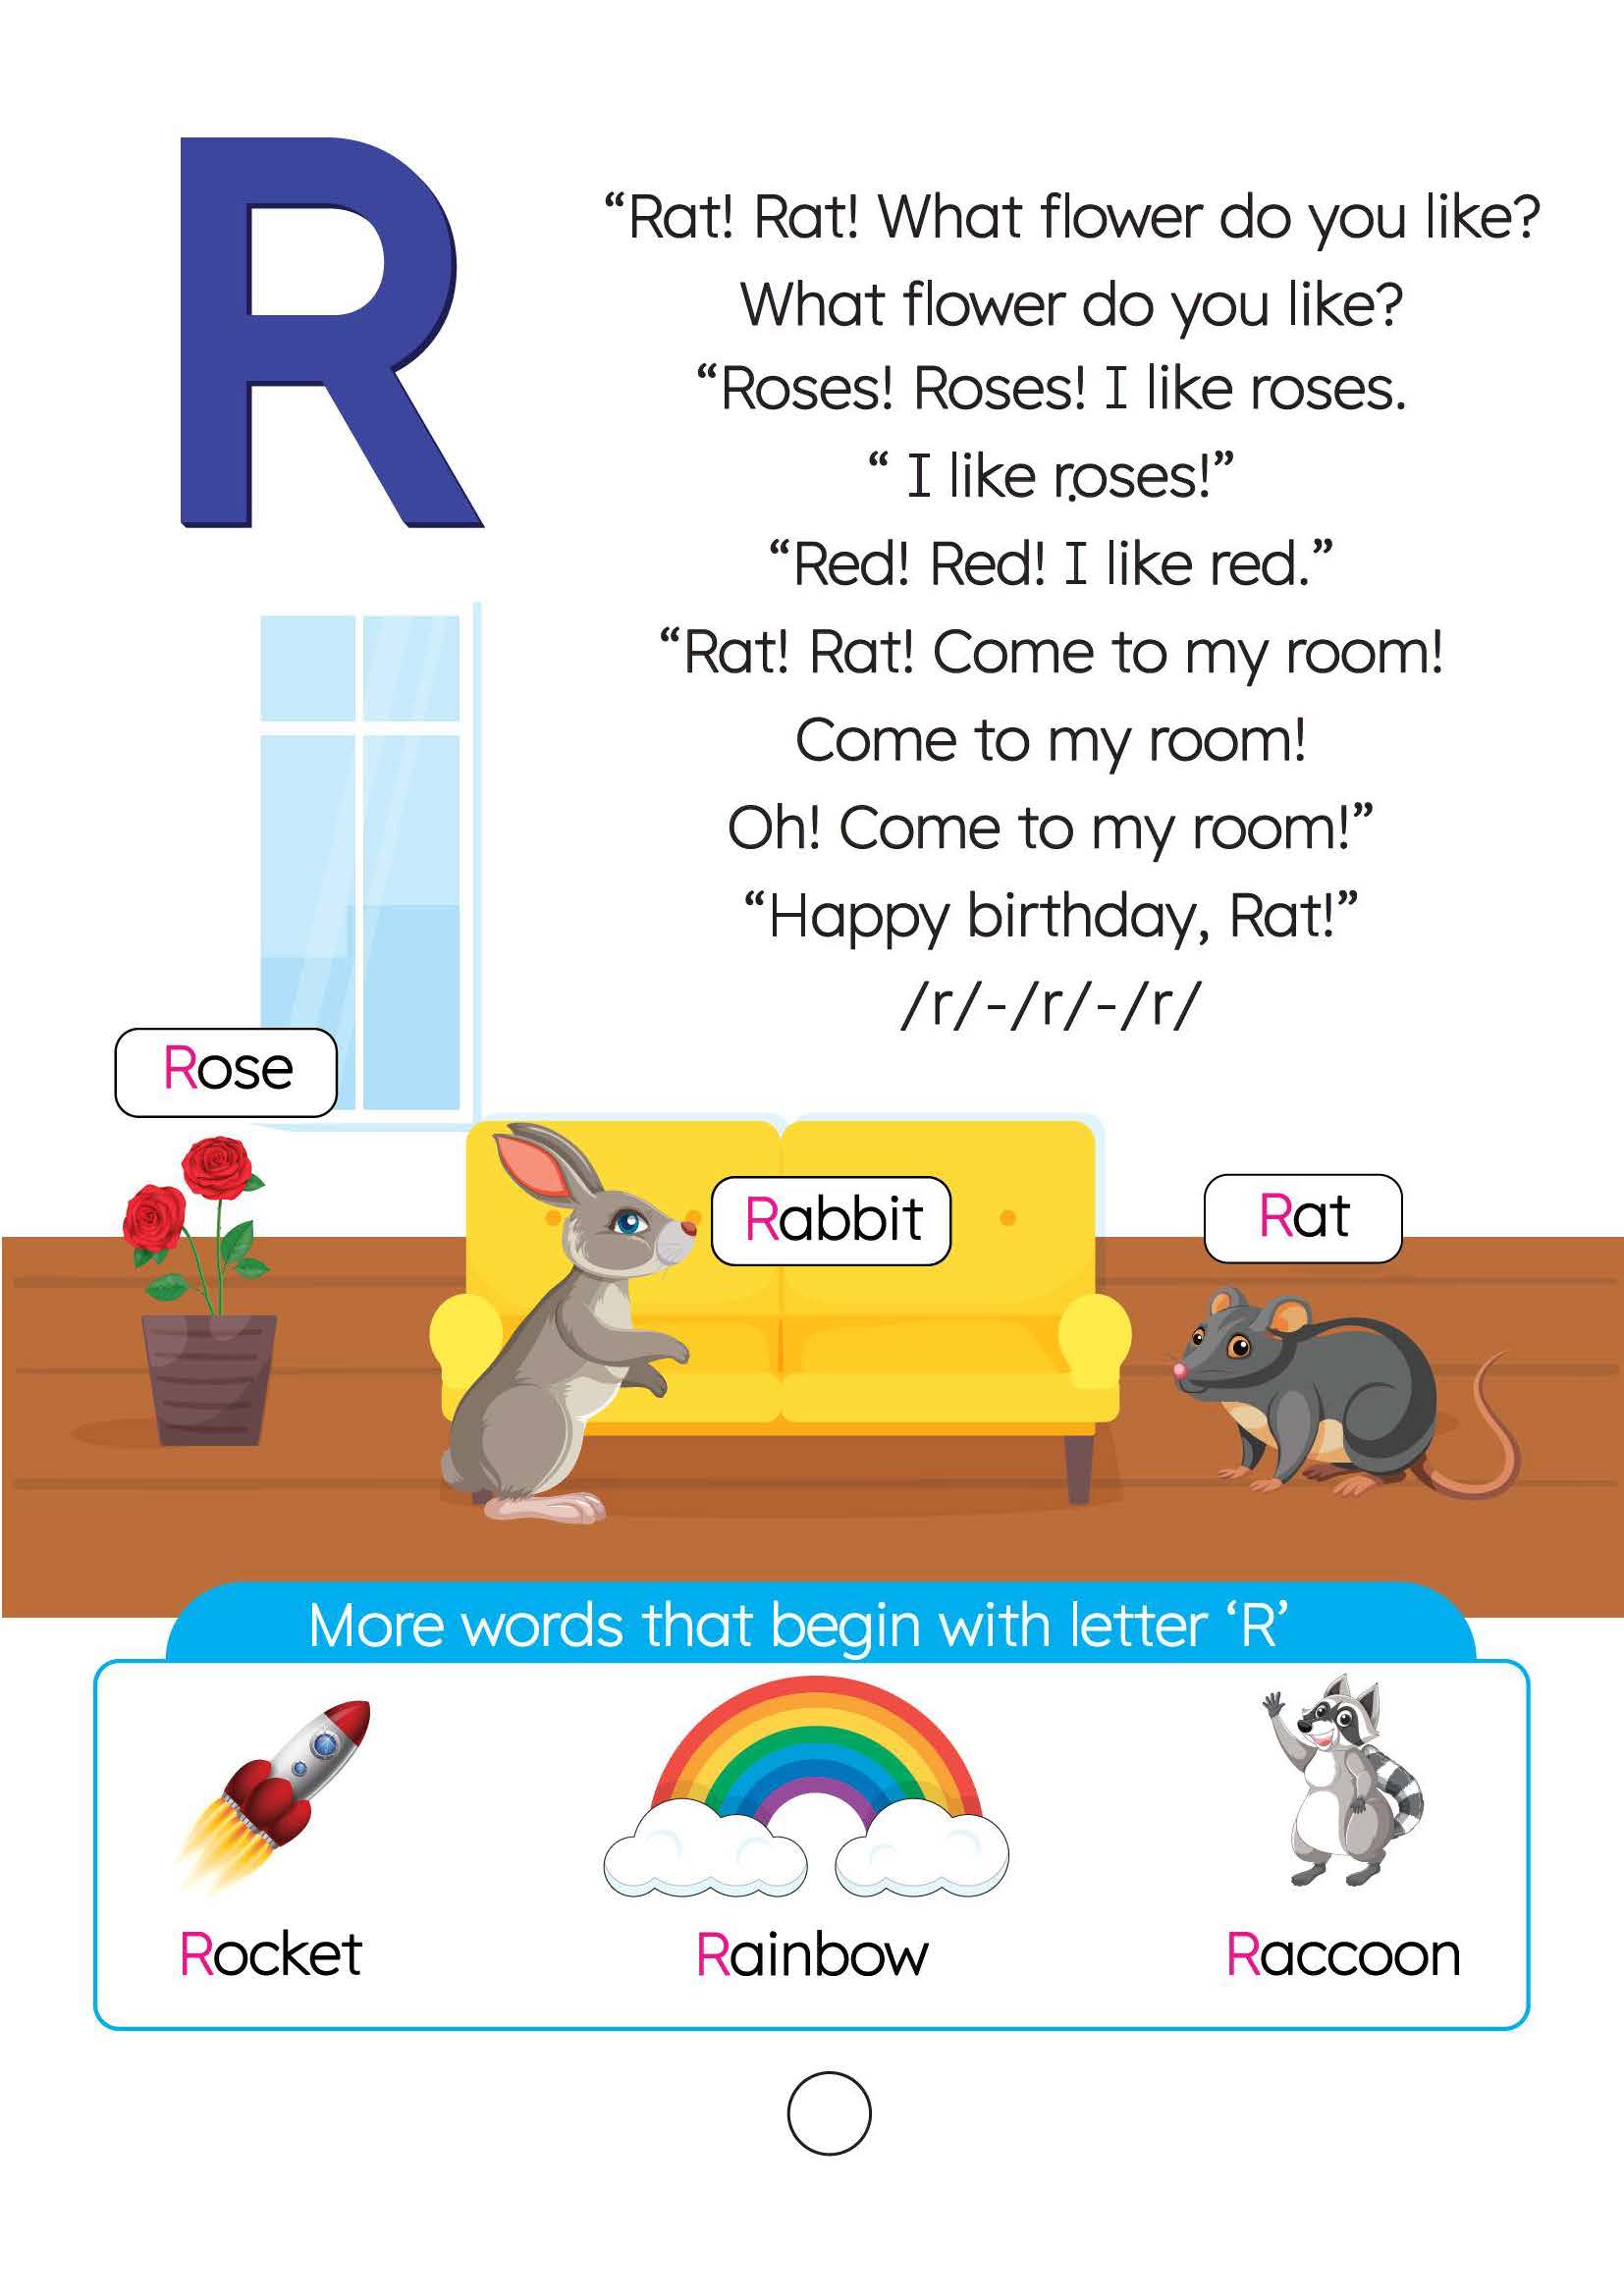 R
“Rat! Rat! What flower do you like?
What flower do you like?
“Roses! Roses! I like roses.
“ I like roses!”
“Red! Red! I like red.”
“Rat! Rat! Come to my room!
Come to my room!
Oh! Come to my room!”
“Happy birthday, Rat!”
/r/-/r/-/r/
Rose
Rabbit
Rat
More words that begin with letter ‘R’
Rocket
Rainbow
Raccoon